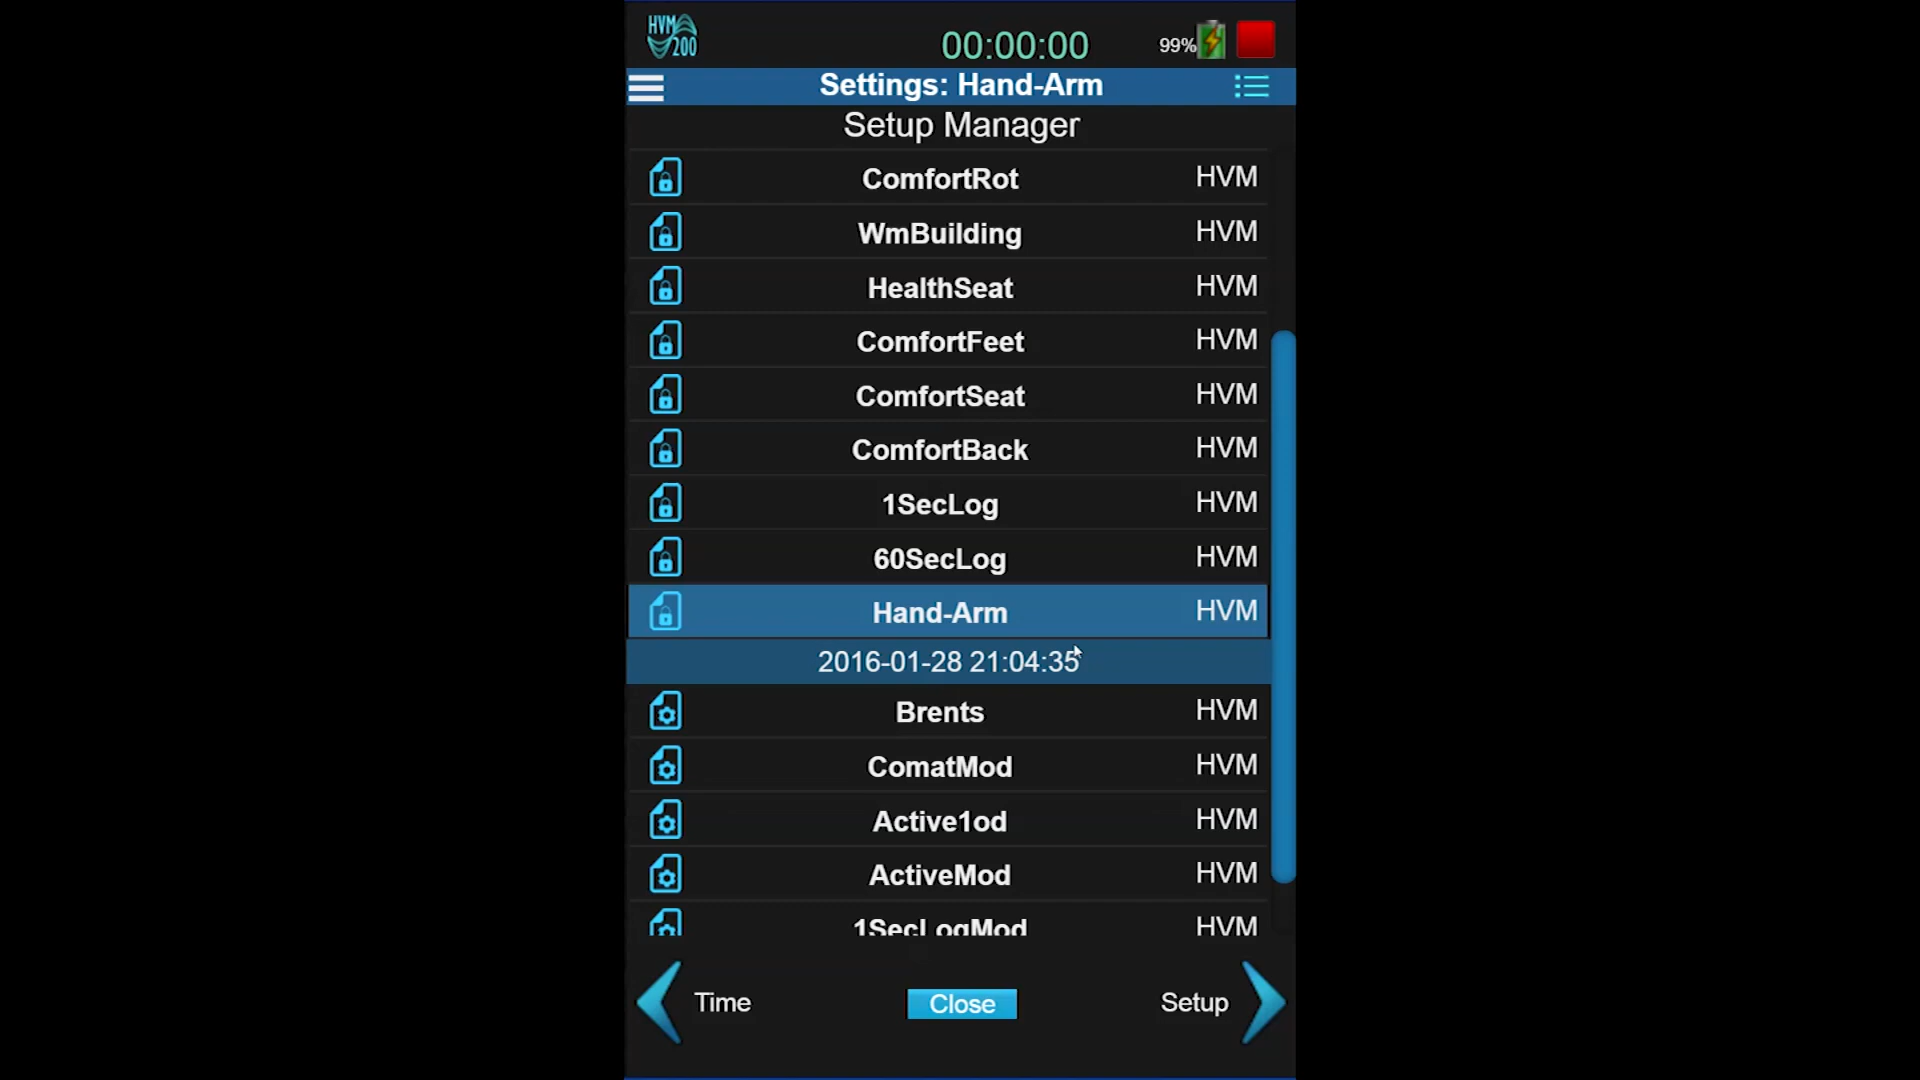 HVM
200
00:00:00
99%
Settings: Hand-Arm
Setup Manager
ComfortRot HVM
WmBuilding HVM
HealthSeat HVM
ComfortFeet HVM
ComfortSeat HVM
ComfortBack HVM
1SecLog HVM
60SecLog HVM
Hand-Arm HVM
2016-01-28 21:04:35
Brents HVM
ComatMod HVM
Active1od HVM
ActiveMod HVM
1SecLogMod HVM
Time Close Setup